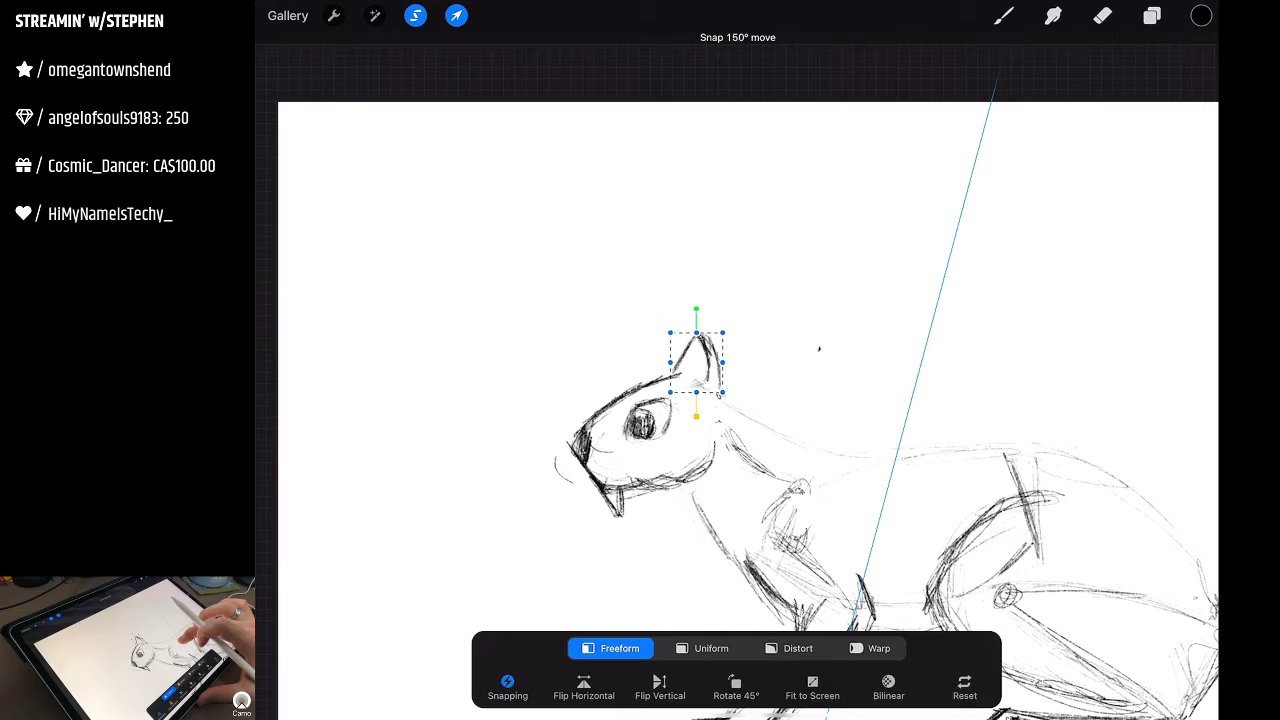 STREAMIN' w/STEPHEN
/ omegantownshend
/ angelofsouls9183: 250
/ Cosmic_Dancer: CA$100.00
/ HiMyNameIsTechy_
Gallery
Snap 150° move
Freeform Uniform Distort Warp
Snapping Flip Horizontal Flip Vertical Rotate 45° Fit to Screen Bilinear Reset
Camo